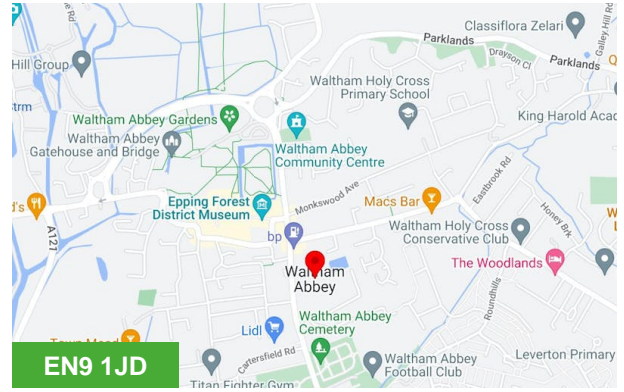 Classiflora Zelari
Galley Hill Rd
Parklands
Drayson Cl
Parklands
Hill Group
Waltham Holy Cross
Primary School
King Harold Acad
Waltham Abbey Gardens
Waltham Abbey
Gatehouse and Bridge
Waltham Abbey
Community Centre
Epping Forest
District Museum
Monkswood Ave
Macs Bar
Eastbrook Rd
Honey Brk
A121
bp
Waltham Holy Cross
Conservative Club
The Woodlands
Waltham
Abbey
Roundhills
Lidl
Waltham Abbey
Cemetery
Cartersfield Rd
Town Mead
Leverton Primary
Waltham Abbey
Football Club
Titan Fighter Gym
EN9 1JD